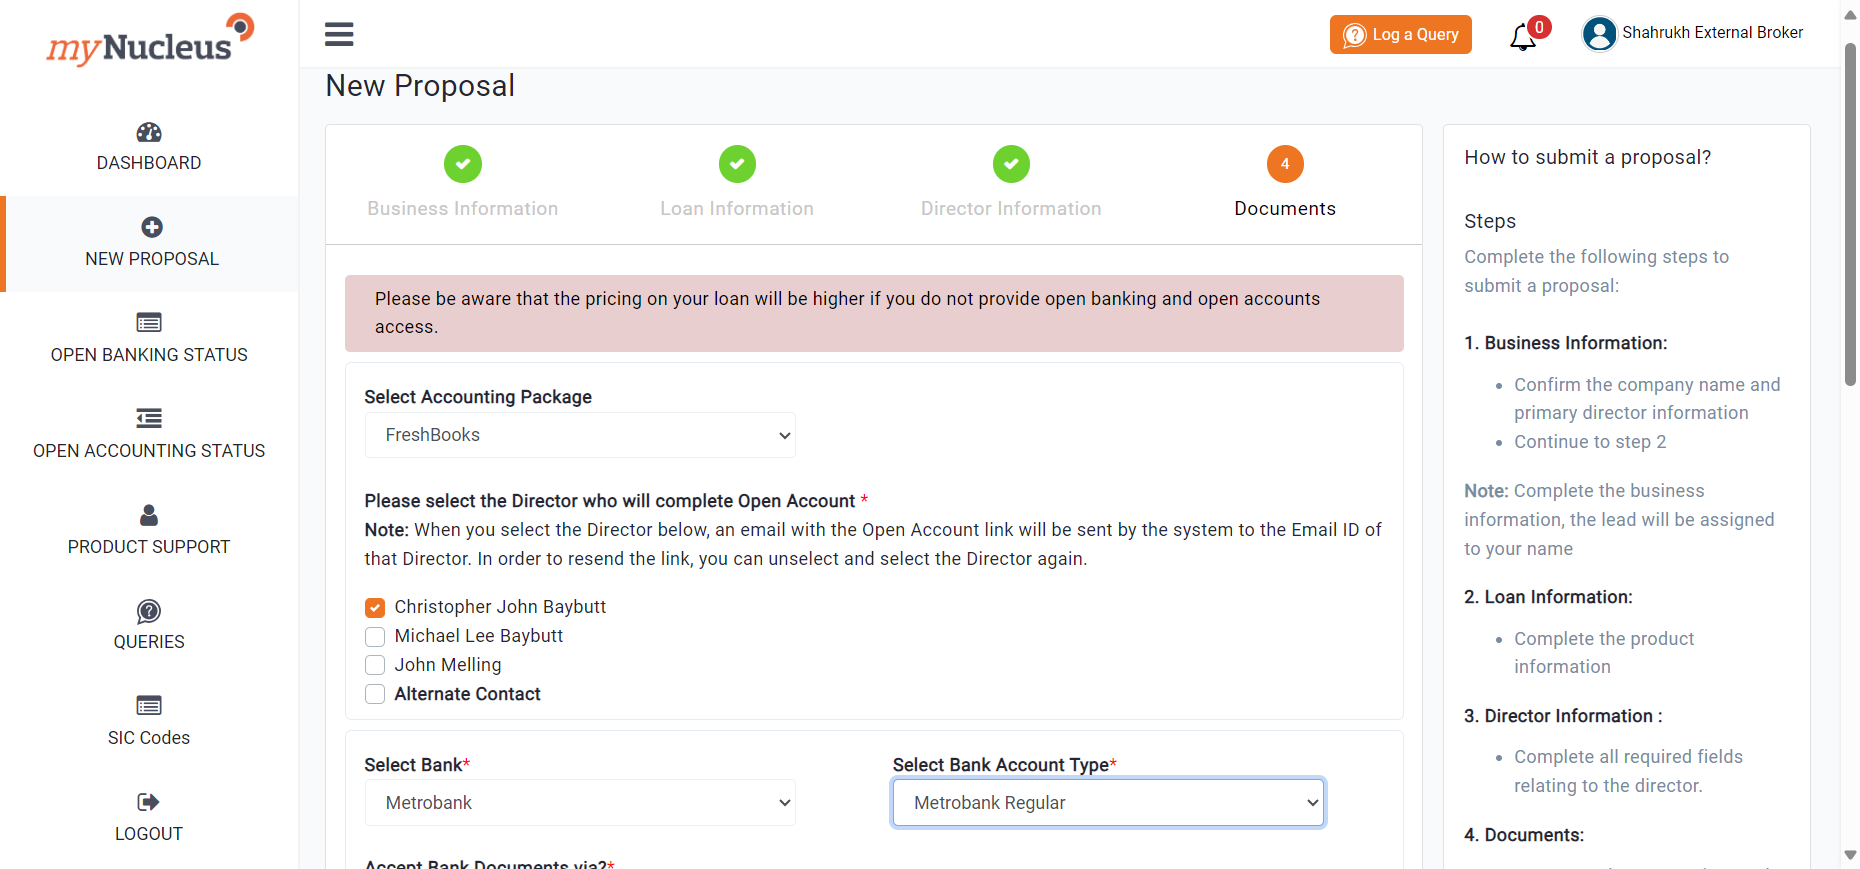 myNucleus
Log a Query
0
Shahrukh External Broker
DASHBOARD
NEW PROPOSAL
OPEN BANKING STATUS
OPEN ACCOUNTING STATUS
PRODUCT SUPPORT
QUERIES
SIC Codes
LOGOUT
New Proposal
Business Information
Loan Information
Director Information
4
Documents
Please be aware that the pricing on your loan will be higher if you do not provide open banking and open accounts
access.
Select Accounting Package
FreshBooks
Please select the Director who will complete Open Account *
Note: When you select the Director below, an email with the Open Account link will be sent by the system to the Email ID of
that Director. In order to resend the link, you can unselect and select the Director again.
Christopher John Baybutt
Michael Lee Baybutt
John Melling
Alternate Contact
Select Bank*
Metrobank
Select Bank Account Type*
Metrobank Regular
Accept Bank Documents via?*
How to submit a proposal?
Steps
Complete the following steps to
submit a proposal:
1. Business Information:
• Confirm the company name and
primary director information
• Continue to step 2
Note: Complete the business
information, the lead will be assigned
to your name
2. Loan Information:
• Complete the product
information
3. Director Information :
• Complete all required fields
relating to the director.
4. Documents: